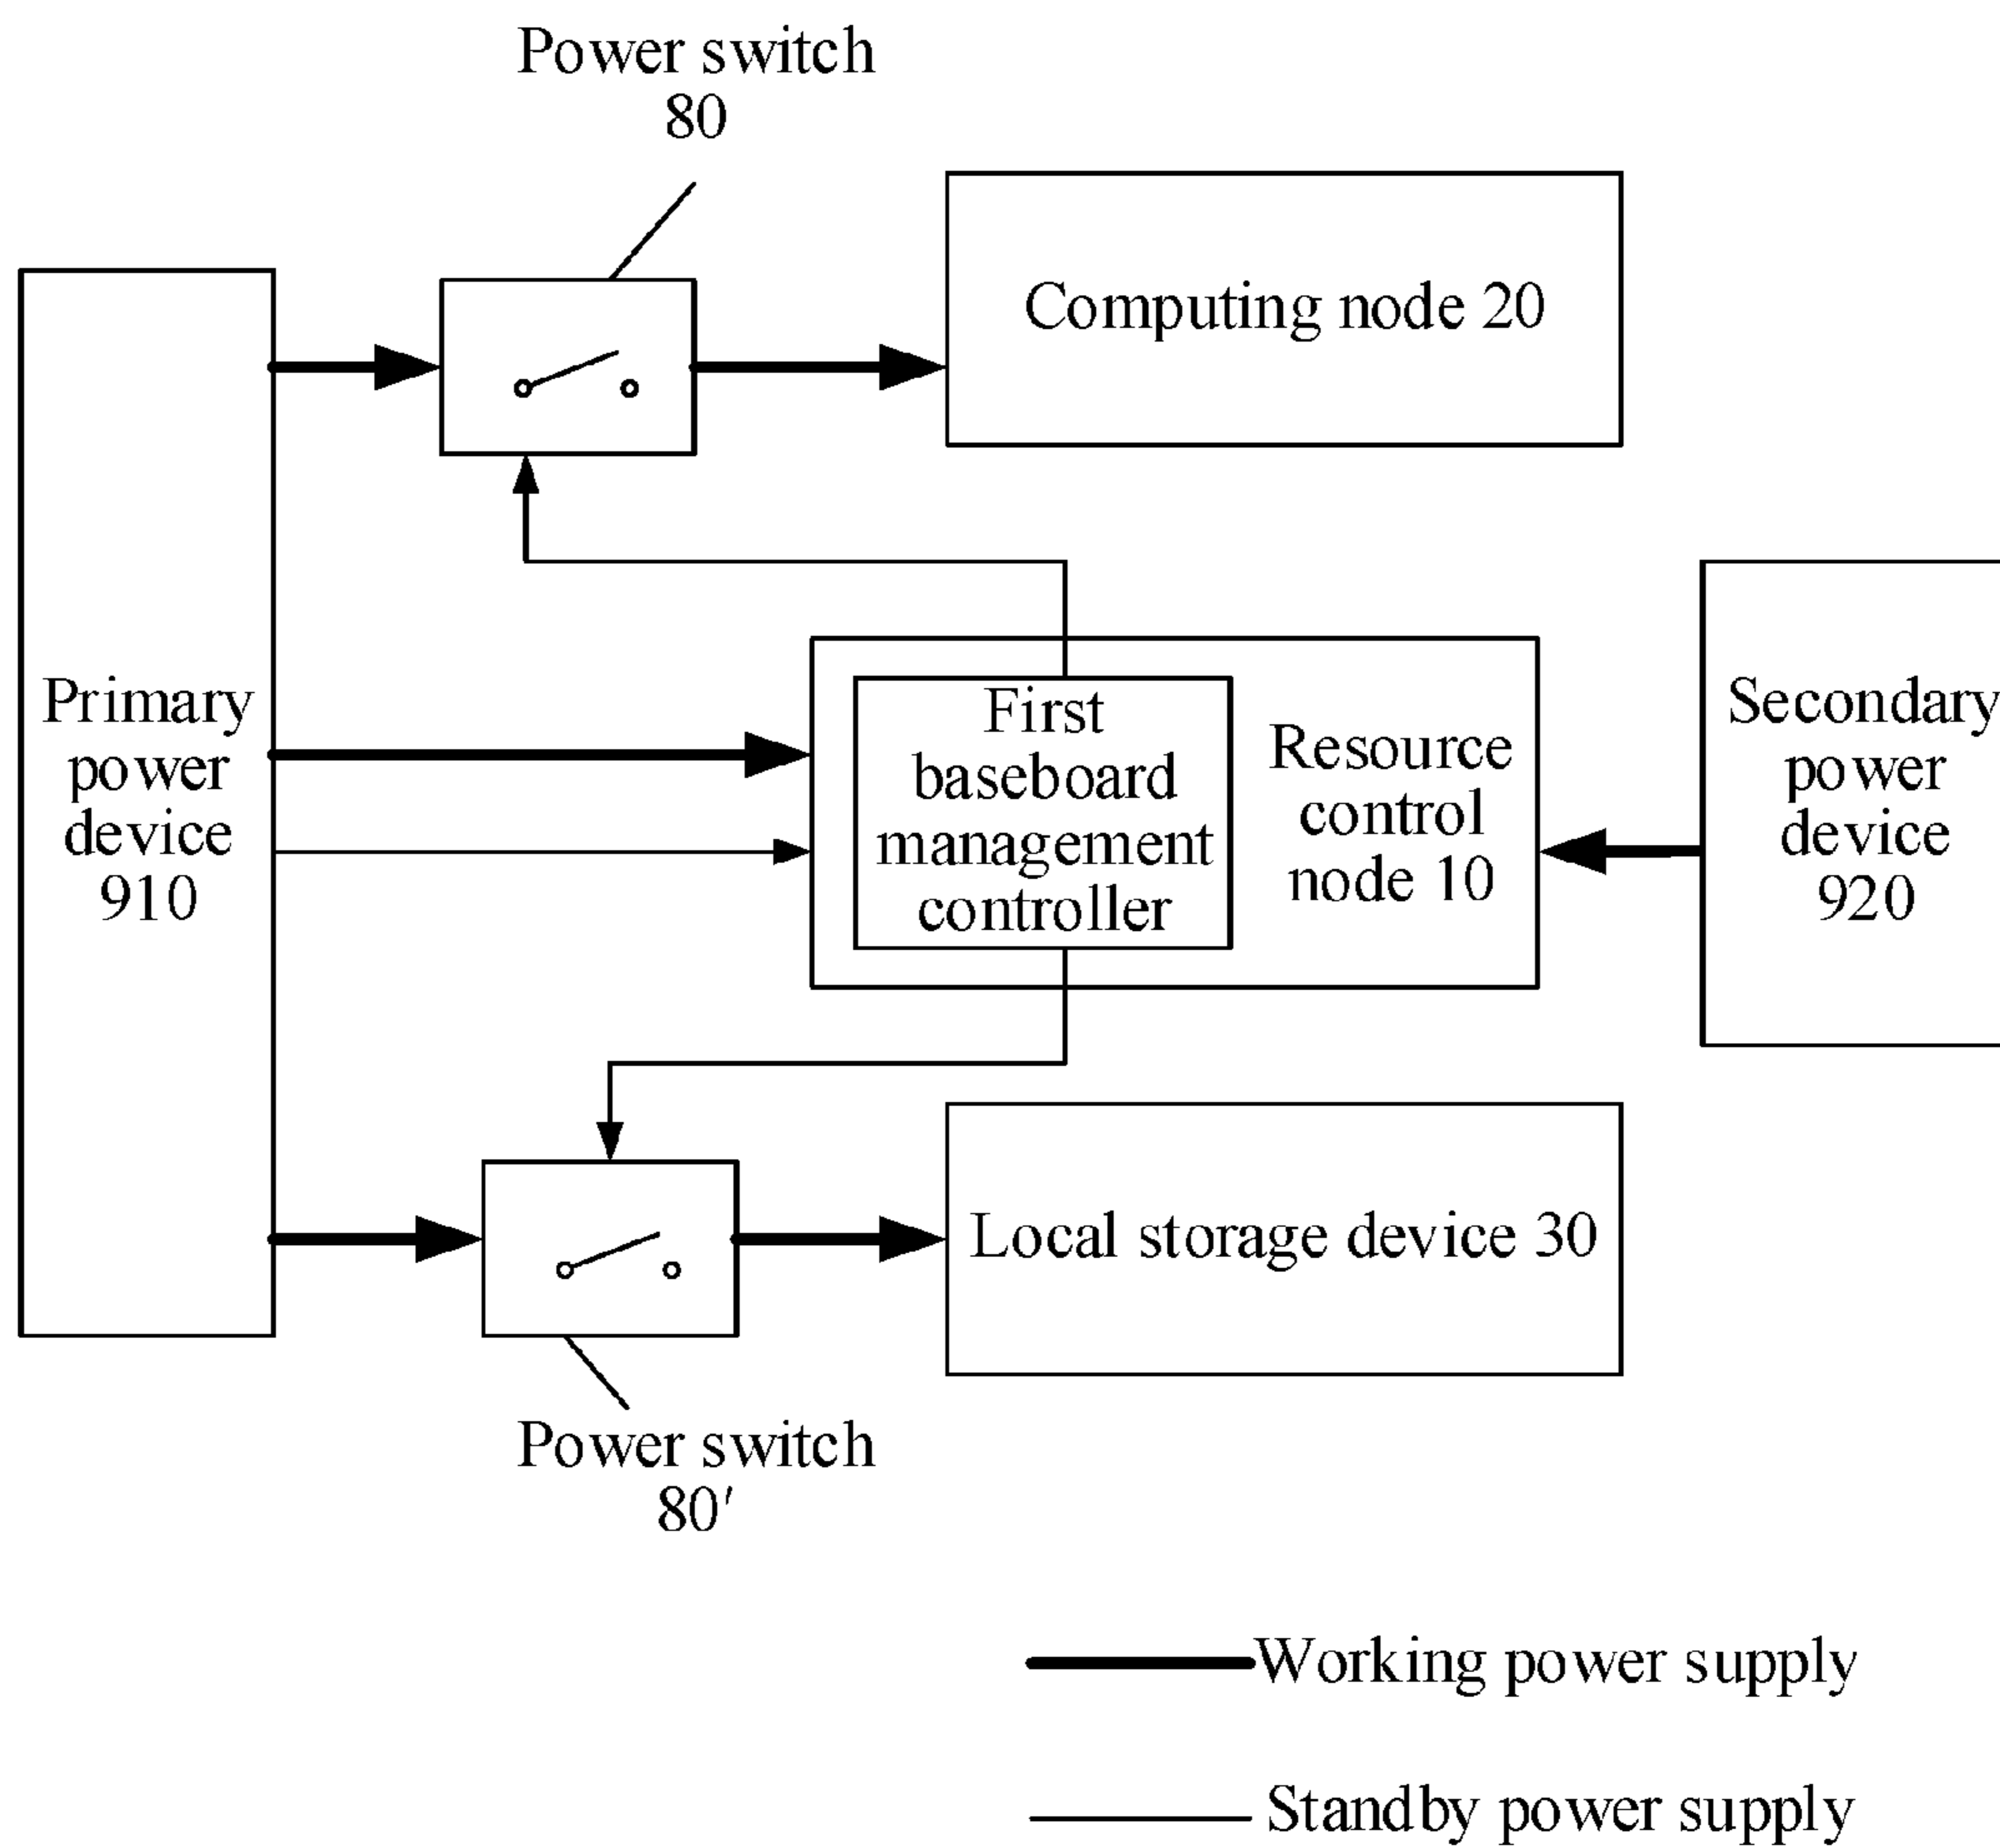 Power switch
80
Computing node 20
Primary
power
device
910
First
baseboard
management
controller
Resource
control
node 10
Secondary
power
device
920
Local storage device 30
Power switch
80′
Working power supply
Standby power supply